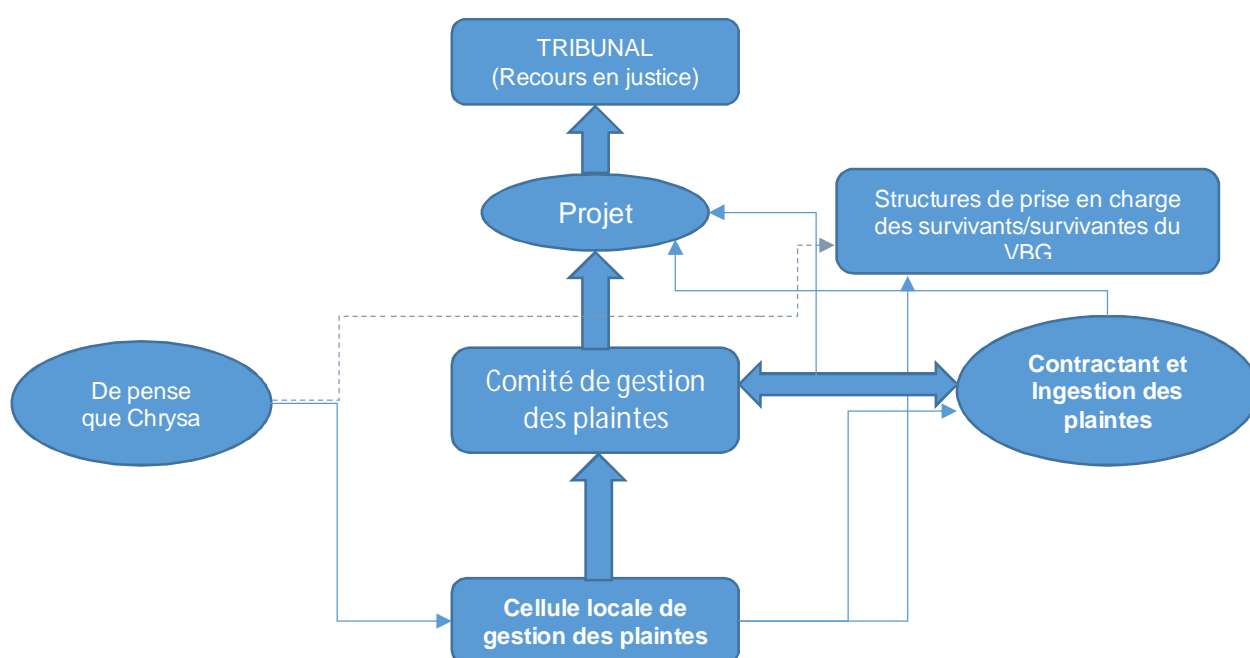 TRIBUNAL
(Recours en justice)
Projet
Structures de prise en charge
des survivants/survivantes du
VBG
Comité de gestion
des plaintes
Contractant et
Ingestion des
plaintes
De pense
que Chrysa
Cellule locale de
gestion des plaintes